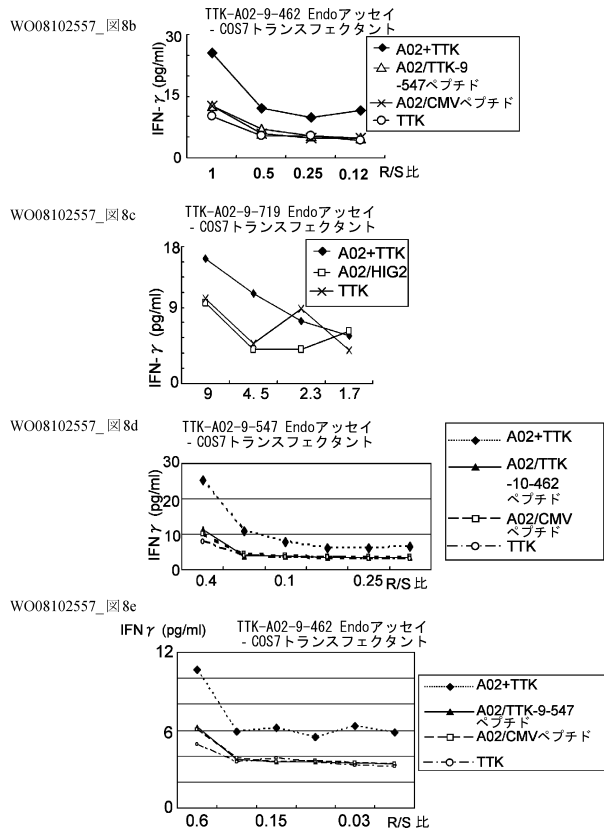 WO08102557_図8b
TTK-A02-9-462 Endoアッセイ
- COS7トランスフェクタント
IFN-γ (pg/ml)
30
15
0
1 0.5 0.25 0.12 R/S 比
A02+TTK
A02/TTK-9
-547ペプチド
A02/CMVペプチド
TTK
WO08102557_図8c
TTK-A02-9-719 Endoアッセイ
- COS7トランスフェクタント
IFN-γ (pg/ml)
18
9
0
9 4.5 2.3 1.7
A02+TTK
A02/HIG2
TTK
WO08102557_図8d
TTK-A02-9-547 Endoアッセイ
- COS7トランスフェクタント
IFNγ (pg/ml)
30
20
10
0
0.4 0.1 0.25 R/S 比
A02+TTK
A02/TTK
-10-462
ペプチド
A02/CMV
ペプチド
TTK
WO08102557_図8e
IFNγ (pg/ml)
TTK-A02-9-462 Endoアッセイ
- COS7トランスフェクタント
12
6
0
0.6 0.15 0.03 R/S 比
A02+TTK
A02/TTK-9-547
ペプチド
A02/CMVペプチド
TTK